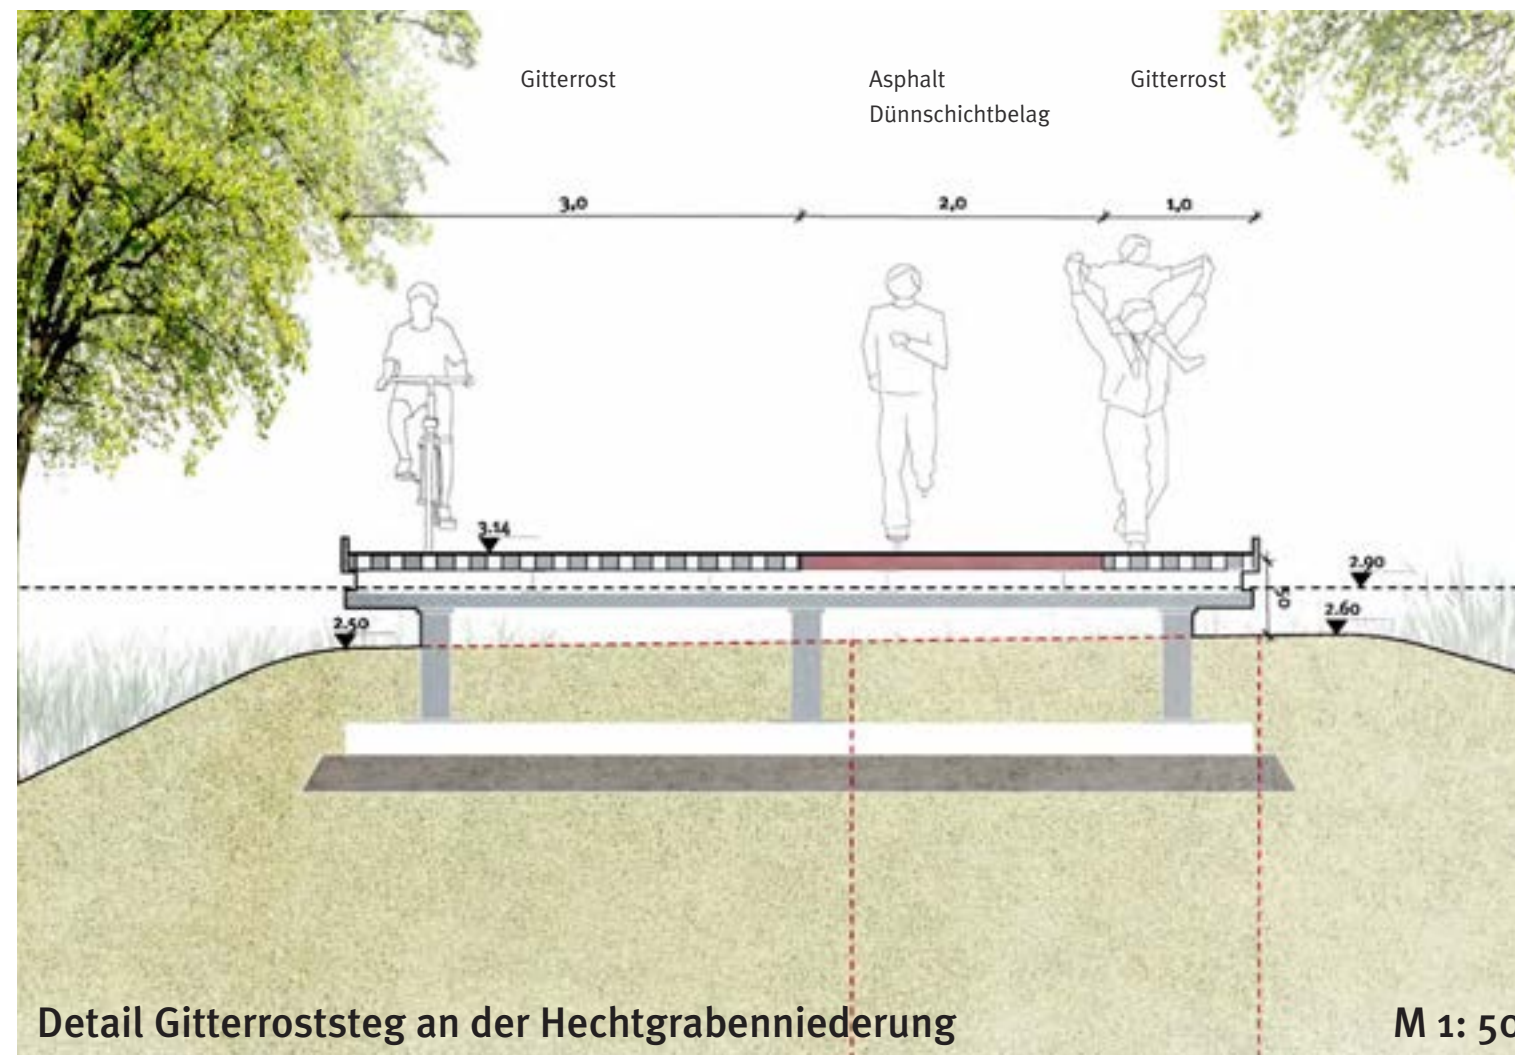 Gitterrost
Asphalt
Dünnschichtbelag
Gitterrost
3,0
2,0
1,0
3.14
2.90
50
2.50
2.60
Detail Gitterroststeg an der Hechtgrabenniederung
M 1: 50